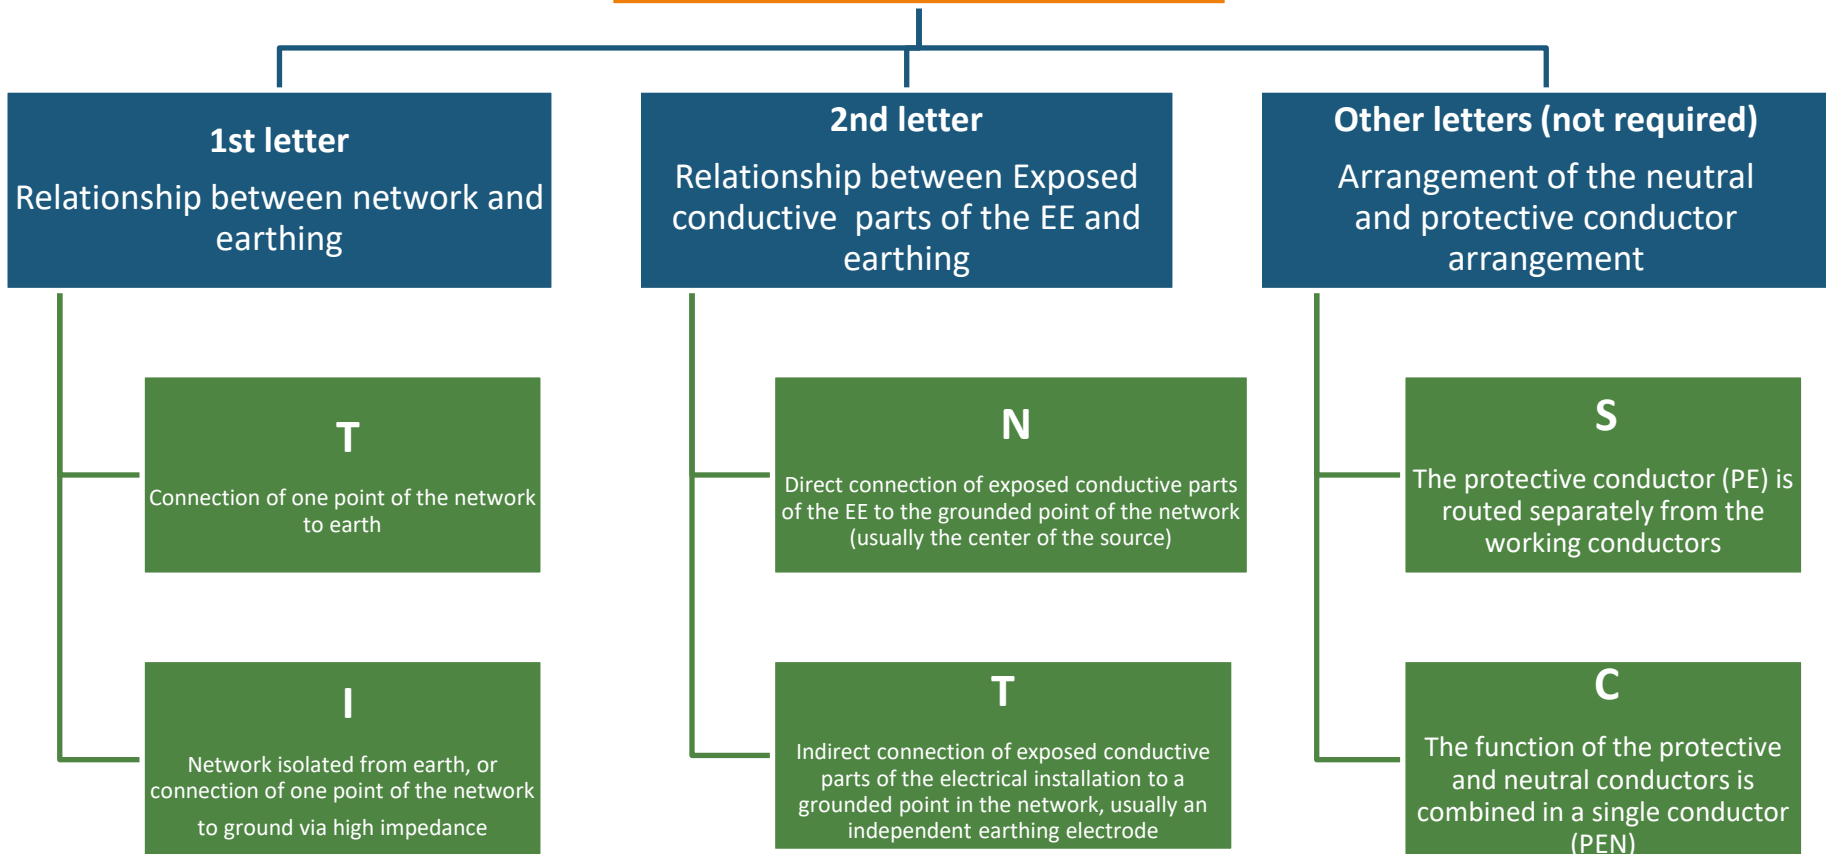 1st letter
Relationship between network and
earthing
T
Connection of one point of the network
to earth
I
Network isolated from earth, or
connection of one point of the network
to ground via high impedance
2nd letter
Relationship between Exposed
conductive parts of the EE and
earthing
N
Direct connection of exposed conductive parts
of the EE to the grounded point of the network
(usually the center of the source)
T
Indirect connection of exposed conductive
parts of the electrical installation to a
grounded point in the network, usually an
independent earthing electrode
Other letters (not required)
Arrangement of the neutral
and protective conductor
arrangement
S
The protective conductor (PE) is
routed separately from the
working conductors
C
The function of the protective
and neutral conductors is
combined in a single conductor
(PEN)